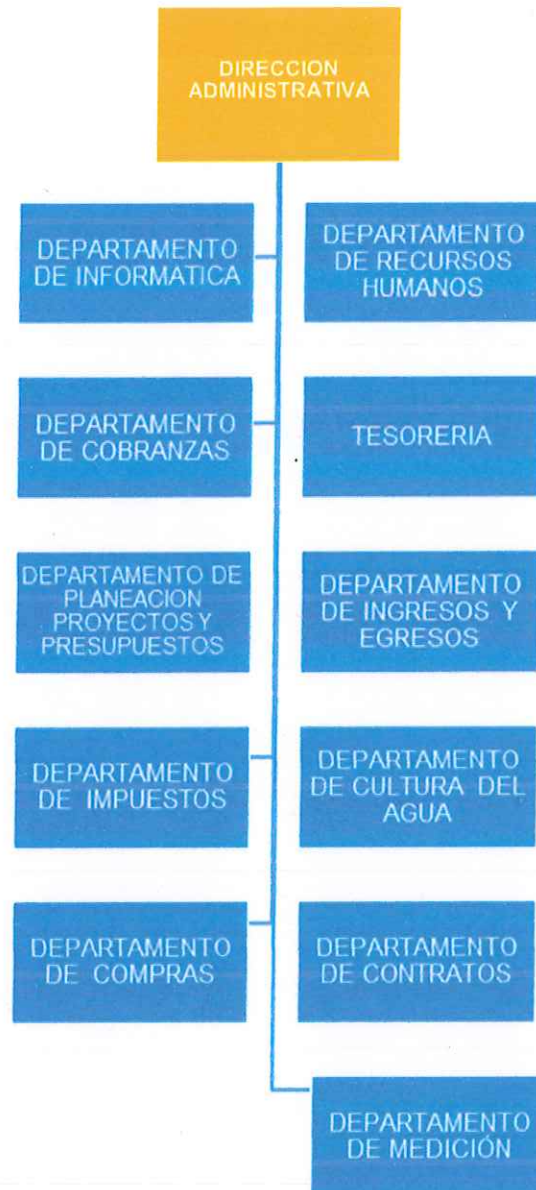 DIRECCION
ADMINISTRATIVA
DEPARTAMENTO
DE INFORMATICA
DEPARTAMENTO
DE RECURSOS
HUMANOS
DEPARTAMENTO
DE COBRANZAS
TESORERIA
DEPARTAMENTO DE
PLANEACION
PROYECTOS Y
PRESUPUESTOS
DEPARTAMENTO
DE INGRESOS Y
EGRESOS
DEPARTAMENTO
DE IMPUESTOS
DEPARTAMENTO
DE CULTURA DEL
AGUA
DEPARTAMENTO
DE COMPRAS
DEPARTAMENTO
DE CONTRATOS
DEPARTAMENTO
DE MEDICIÓN